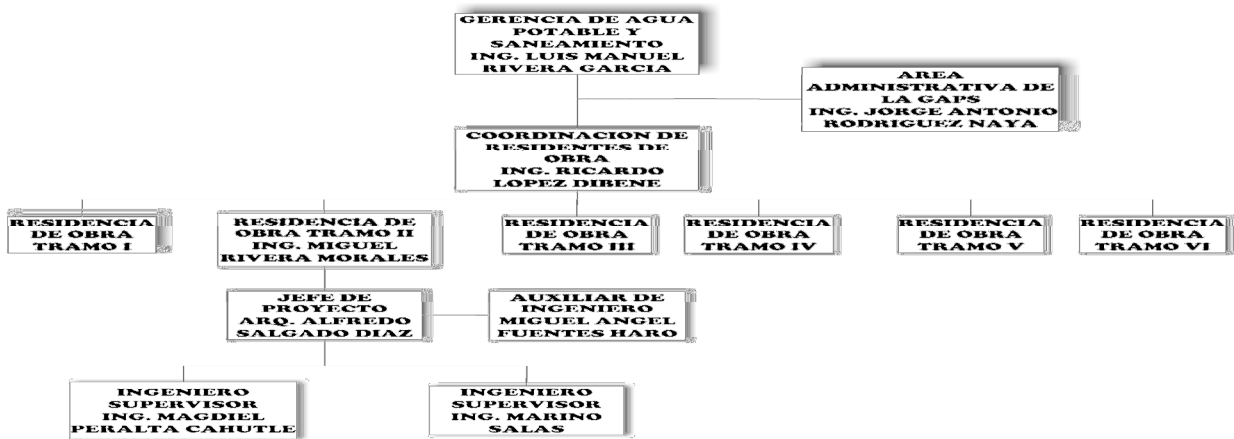 GERENCIA DE AGUA
POTABLE Y
SANEAMIENTO
ING. LUIS MANUEL
RIVERA GARCIA
AREA
ADMINISTRATIVA DE
LA GAPS
ING. JORGE ANTONIO
RODRIGUEZ NAYA
COORDINACION DE
RESIDENTES DE
OBRA
ING. RICARDO
LOPEZ DIBENE
RESIDENCIA
DE OBRA
TRAMO I
RESIDENCIA DE
OBRA TRAMO II
ING. MIGUEL
RIVERA MORALES
RESIDENCIA
DE OBRA
TRAMO III
RESIDENCIA
DE OBRA
TRAMO IV
RESIDENCIA
DE OBRA
TRAMO V
RESIDENCIA
DE OBRA
TRAMO VI
JEFE DE
PROYECTO
ARQ. ALFREDO
SALGADO DIAZ
AUXILIAR DE
INGENIERO
MIGUEL ANGEL
FUENTES HARO
INGENIERO
SUPERVISOR
ING. MAGDIEL
PERALTA CAHUTLE
INGENIERO
SUPERVISOR
ING. MARINO
SALAS